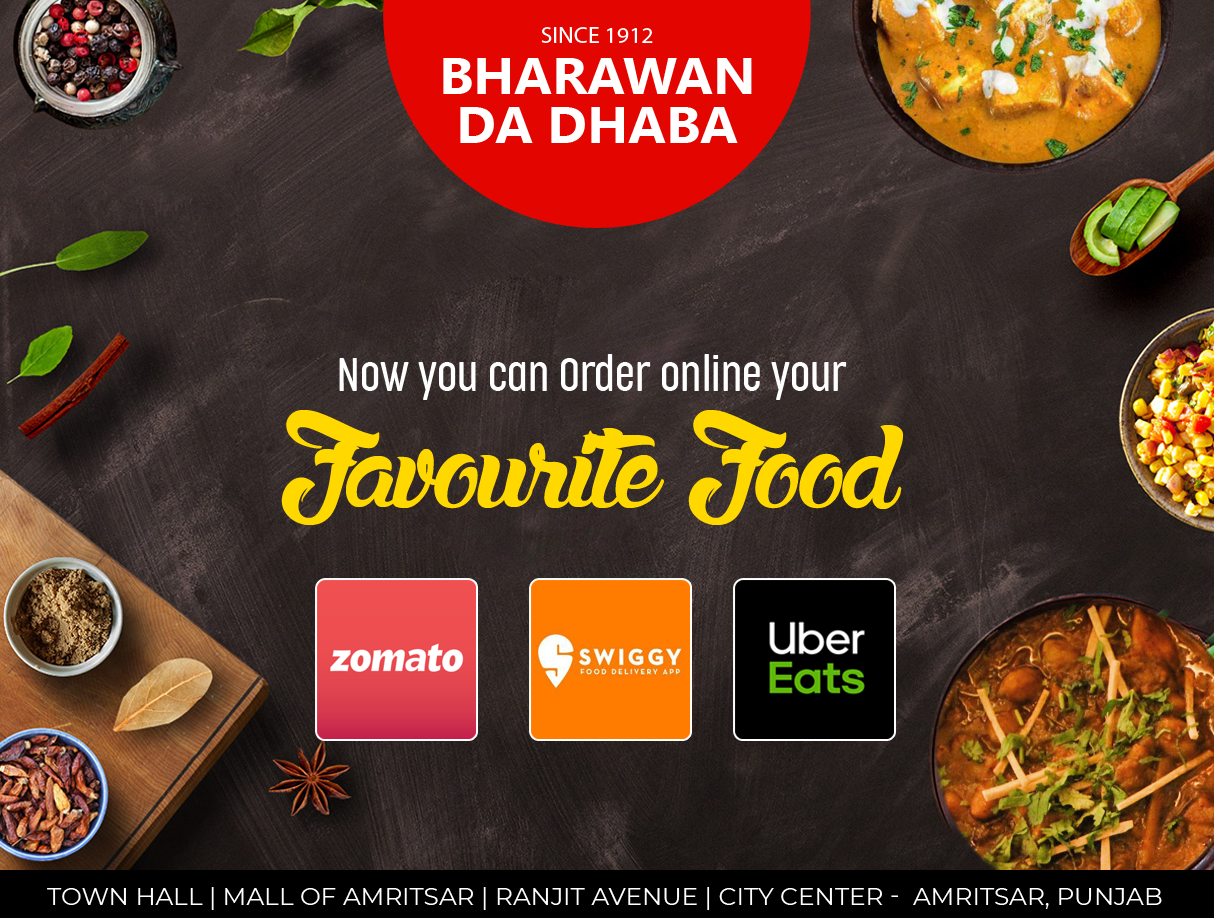 SINCE 1912
BHARAWAN
DA DHABA
Now you can Order online your
Favourite Food
zomato
SWIGGY
FOOD DELIVERY APP
Uber
Eats
TOWN HALL | MALL OF AMRITSAR | RANJIT AVENUE | CITY CENTER - AMRITSAR, PUNJAB